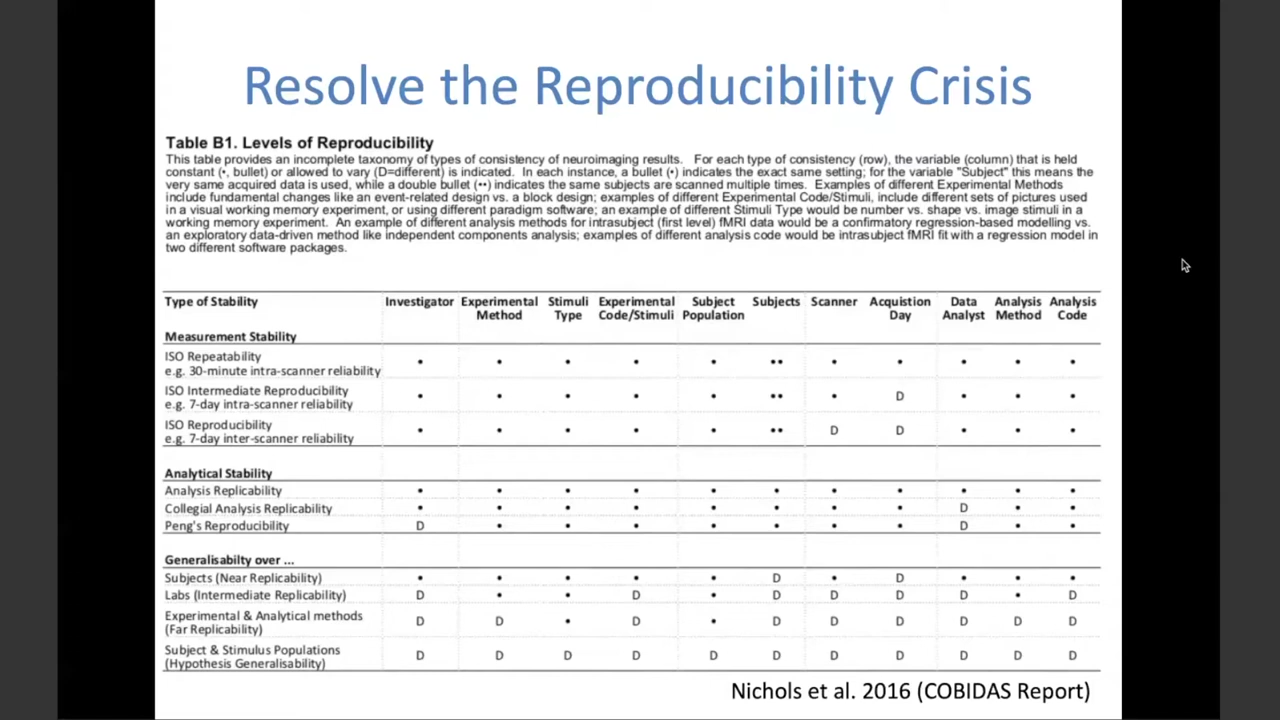 Resolve the Reproducibility Crisis
Table B1. Levels of Reproducibility
This table provides an incomplete taxonomy of types of consistency of neuroimaging results. For each type of consistency (row), the variable (column) that is held
constant (•, bullet) or allowed to vary (D=different) is indicated. In each instance, a bullet (•) indicates the exact same setting; for the variable "Subject" this means the
very same acquired data is used, while a double bullet (••) indicates the same subjects are scanned multiple times. Examples of different Experimental Methods
include fundamental changes like an event-related design vs. a block design; examples of different Experimental Code/Stimuli, include different sets of pictures used
in a visual working memory experiment, or using different paradigm software; an example of different Stimuli Type would be number vs. shape vs. image stimuli in a
working memory experiment. An example of different analysis methods for intrasubject (first level) fMRI data would be a confirmatory regression-based modelling vs.
an exploratory data-driven method like independent components analysis; examples of different analysis code would be intrasubject fMRI fit with a regression model in
two different software packages.
Type of Stability Investigator Experimental Stimuli Experimental Subject Subjects Scanner Acquistion Data Analysis Analysis
Method Type Code/Stimuli Population Day Analyst Method Code
Measurement Stability
ISO Repeatability
e.g. 30-minute intra-scanner reliability • • • • • •• • • • • •
ISO Intermediate Reproducibility
e.g. 7-day intra-scanner reliability • • • • • •• • D • • •
ISO Reproducibility
e.g. 7-day inter-scanner reliability • • • • • •• D D • • •
Analytical Stability
Analysis Replicability • • • • • • • • • • •
Collegial Analysis Replicability • • • • • • • • D • •
Peng's Reproducibility D • • • • • • • D • •
Generalisabilty over ...
Subjects (Near Replicability) • • • • • D • D • • •
Labs (Intermediate Replicability) D • • D • D D D D • D
Experimental & Analytical methods
(Far Replicability) D D • D • D D D D D D
Subject & Stimulus Populations
(Hypothesis Generalisability) D D D D D D D D D D D
Nichols et al. 2016 (COBIDAS Report)